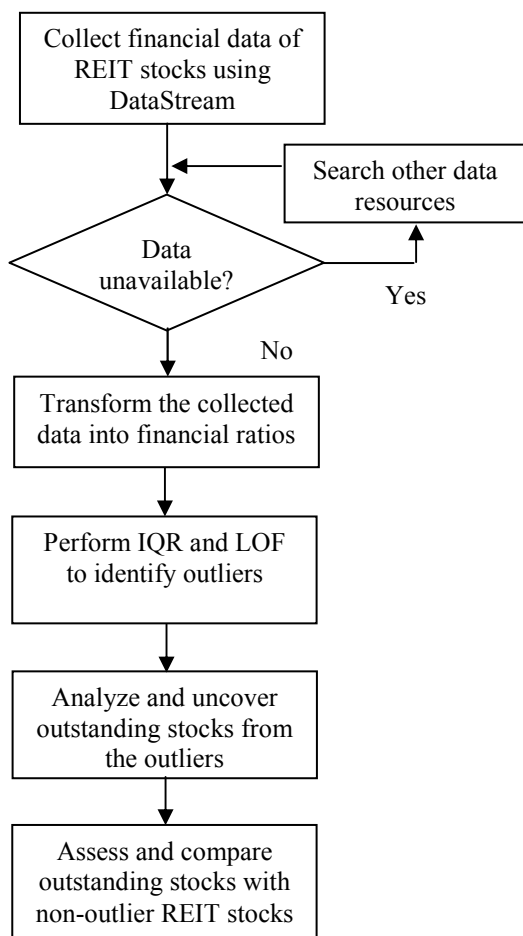 Collect financial data of
REIT stocks using
DataStream
Search other data
resources
Data
unavailable?
Yes
No
Transform the collected
data into financial ratios
Perform IQR and LOF
to identify outliers
Analyze and uncover
outstanding stocks from
the outliers
Assess and compare
outstanding stocks with
non-outlier REIT stocks